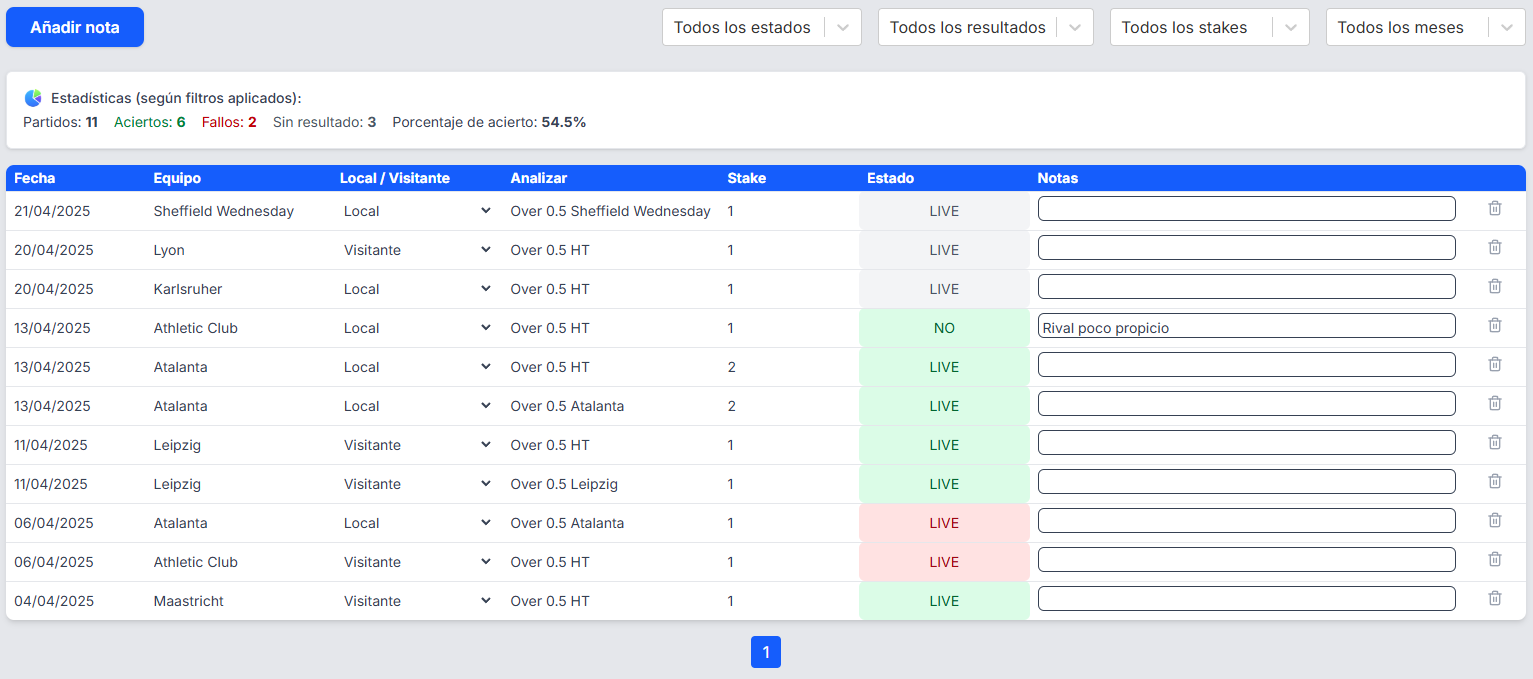 Añadir nota Todos los estados Todos los resultados Todos los stakes Todos los meses
Estadísticas (según filtros aplicados):
Partidos: 11 Aciertos: 6 Fallos: 2 Sin resultado: 3 Porcentaje de acierto: 54.5%
Fecha Equipo Local / Visitante Analizar Stake Estado Notas
21/04/2025 Sheffield Wednesday Local Over 0.5 Sheffield Wednesday 1 LIVE
20/04/2025 Lyon Visitante Over 0.5 HT 1 LIVE
20/04/2025 Karlsruher Local Over 0.5 HT 1 LIVE
13/04/2025 Athletic Club Local Over 0.5 HT 1 NO Rival poco propicio
13/04/2025 Atalanta Local Over 0.5 HT 2 LIVE
13/04/2025 Atalanta Local Over 0.5 Atalanta 2 LIVE
11/04/2025 Leipzig Visitante Over 0.5 HT 1 LIVE
11/04/2025 Leipzig Visitante Over 0.5 Leipzig 1 LIVE
06/04/2025 Atalanta Local Over 0.5 Atalanta 1 LIVE
06/04/2025 Athletic Club Visitante Over 0.5 HT 1 LIVE
04/04/2025 Maastricht Visitante Over 0.5 HT 1 LIVE
1